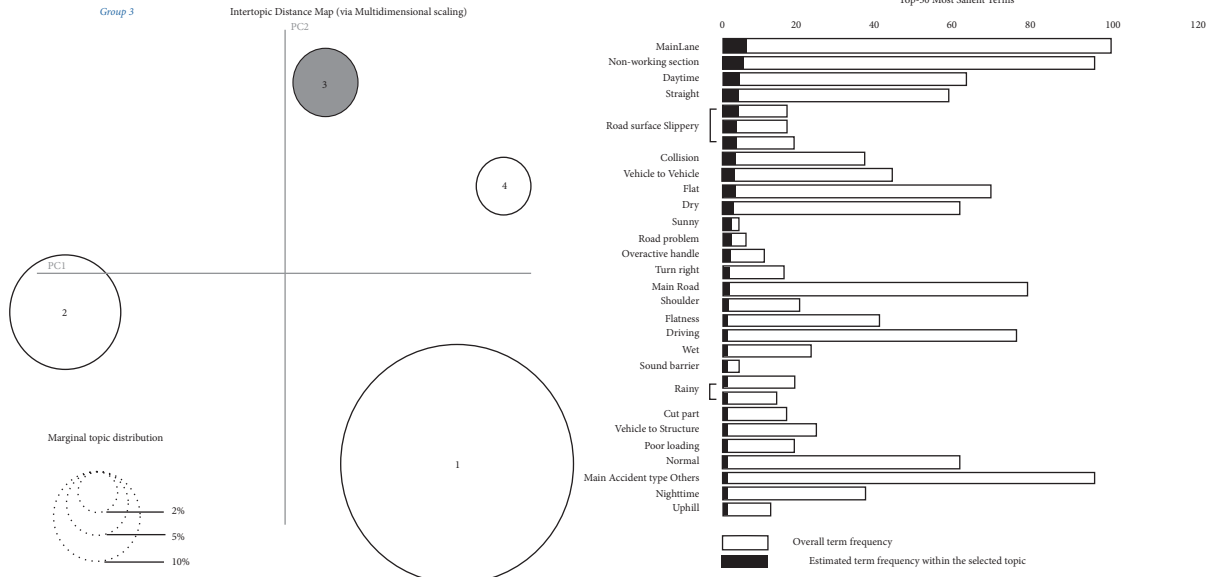 Group 3
Intertopic Distance Map (via Multidimensional scaling)
PC2
3
4
PC1
2
1
Marginal topic distribution
2%
5%
10%
Top-30 Most Salient Terms
0 20 40 60 80 100 120
MainLane
Non-working section
Daytime
Straight
Road surface Slippery
Collision
Vehicle to Vehicle
Flat
Dry
Sunny
Road problem
Overactive handle
Turn right
Main Road
Shoulder
Flatness
Driving
Wet
Sound barrier
Rainy
Cut part
Vehicle to Structure
Poor loading
Normal
Main Accident type Others
Nighttime
Uphill
Overall term frequency
Estimated term frequency within the selected topic